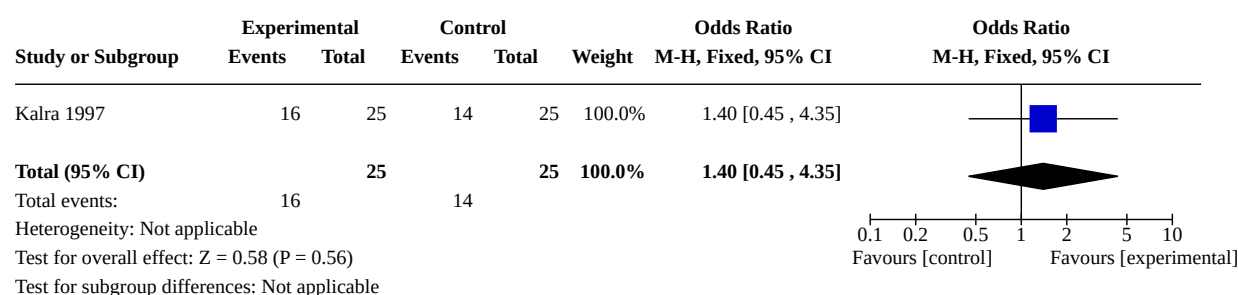 Experimental Control Odds Ratio Odds Ratio
Study or Subgroup Events Total Events Total Weight M-H, Fixed, 95% CI M-H, Fixed, 95% CI
Kalra 1997 16 25 14 25 100.0% 1.40 [0.45 , 4.35]
Total (95% CI) 25 25 100.0% 1.40 [0.45 , 4.35]
Total events: 16 14
Heterogeneity: Not applicable
0.1 0.2 0.5 1 2 5 10
Test for overall effect: Z = 0.58 (P = 0.56) Favours [control] Favours [experimental]
Test for subgroup differences: Not applicable